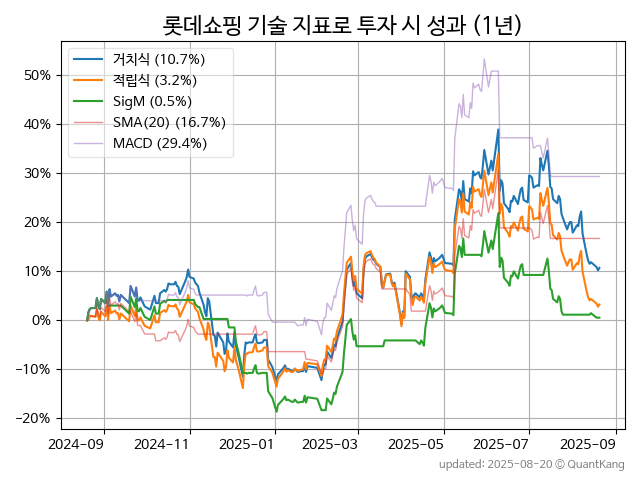 롯데쇼핑 기술 지표로 투자 시 성과 (1년)
거치식 (10.7%)
적립식 (3.2%)
SigM (0.5%)
SMA(20) (16.7%)
MACD (29.4%)
50%
40%
30%
20%
10%
0%
−10%
−20%
2024-09 2024-11 2025-01 2025-03 2025-05 2025-07 2025-09
updated: 2025-08-20 © QuantKang